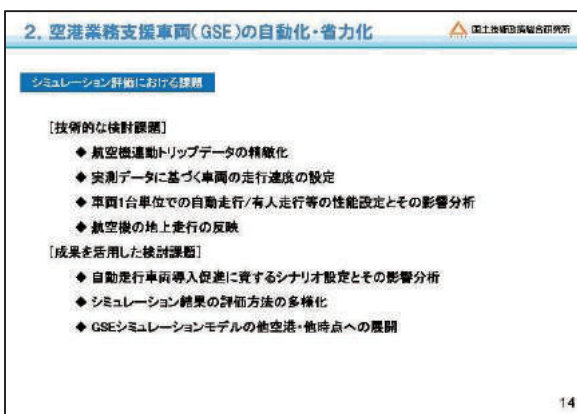 2. 空港業務支援車両(GSE)の自動化・省力化
国土技術政策総合研究所
シミュレーション評価における課題
[技術的な検討課題]
◆ 航空機連動トリップデータの精緻化
◆ 実測データに基づく車両の走行速度の設定
◆ 車両1台単位での自動走行/有人走行等の性能設定とその影響分析
◆ 航空機の地上走行の反映
[成果を活用した検討課題]
◆ 自動走行車両導入促進に資するシナリオ設定とその影響分析
◆ シミュレーション結果の評価方法の多様化
◆ GSEシミュレーションモデルの他空港・他時点への展開
14